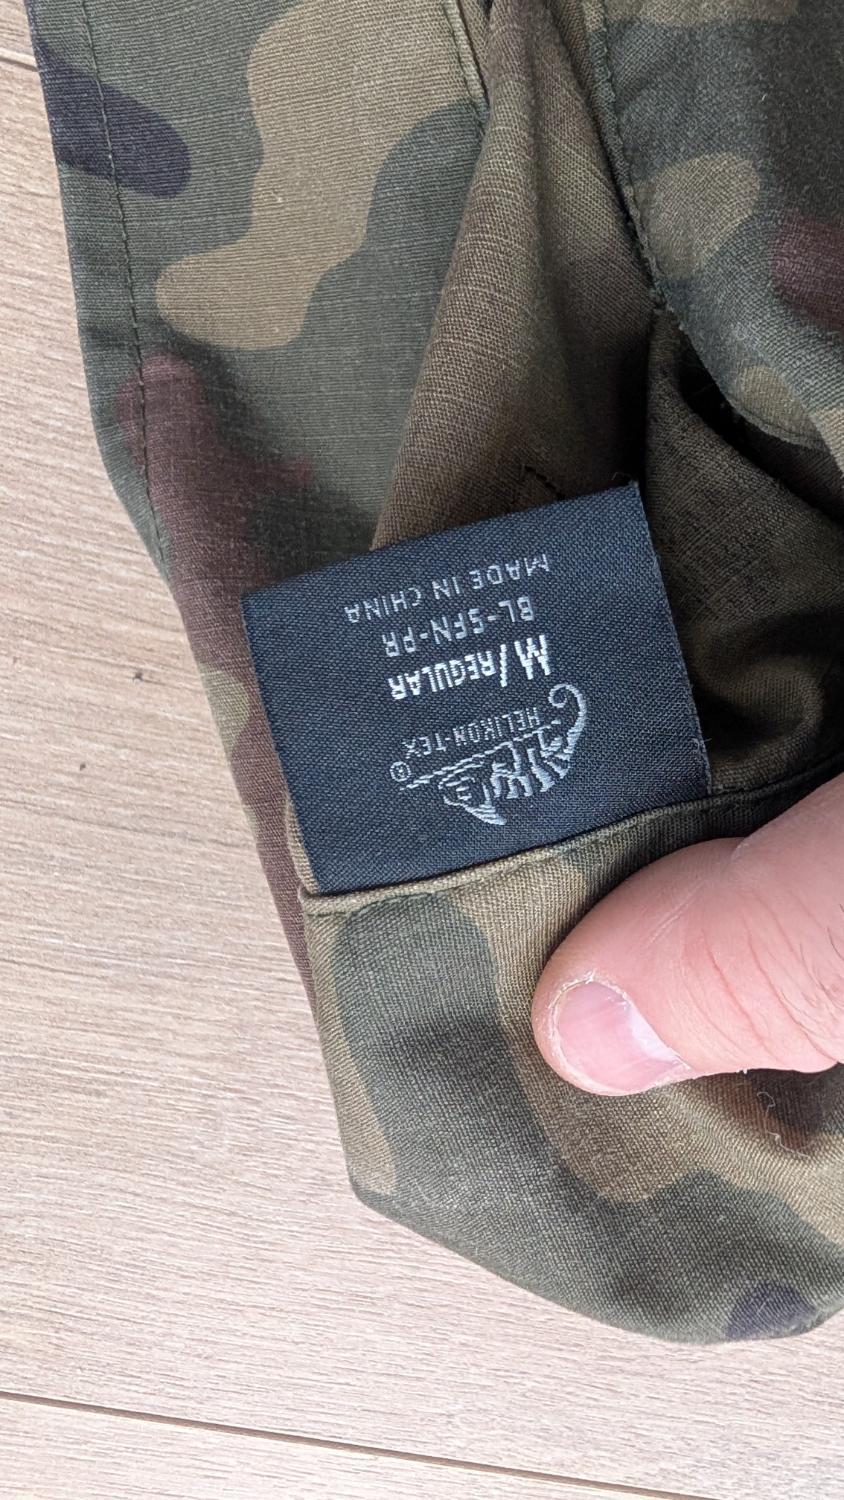 HELIKON-TEX®
M/REGULAR
BL-SFN-PR
MADE IN CHINA